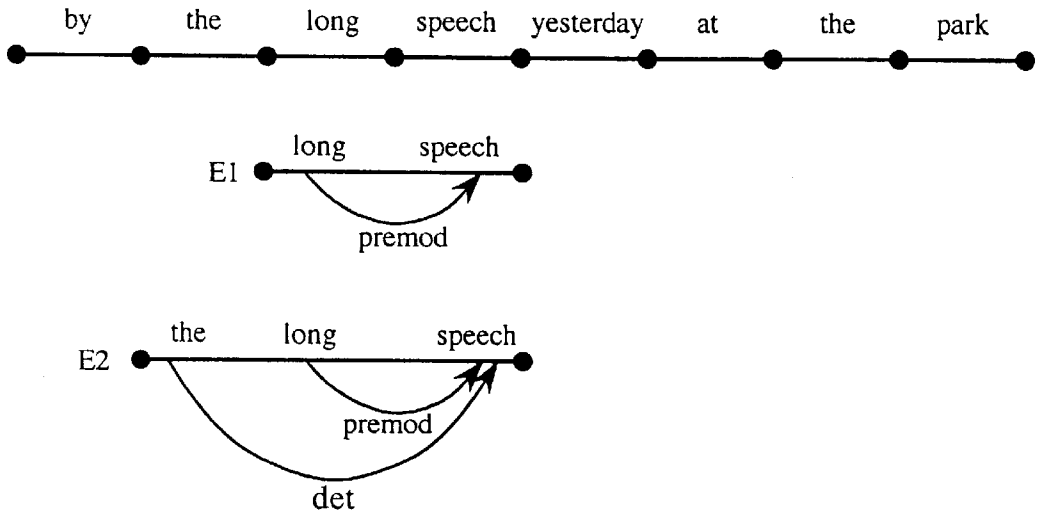 by the long speech yesterday at the park
long speech
E1
premod
the long speech
E2
premod
det